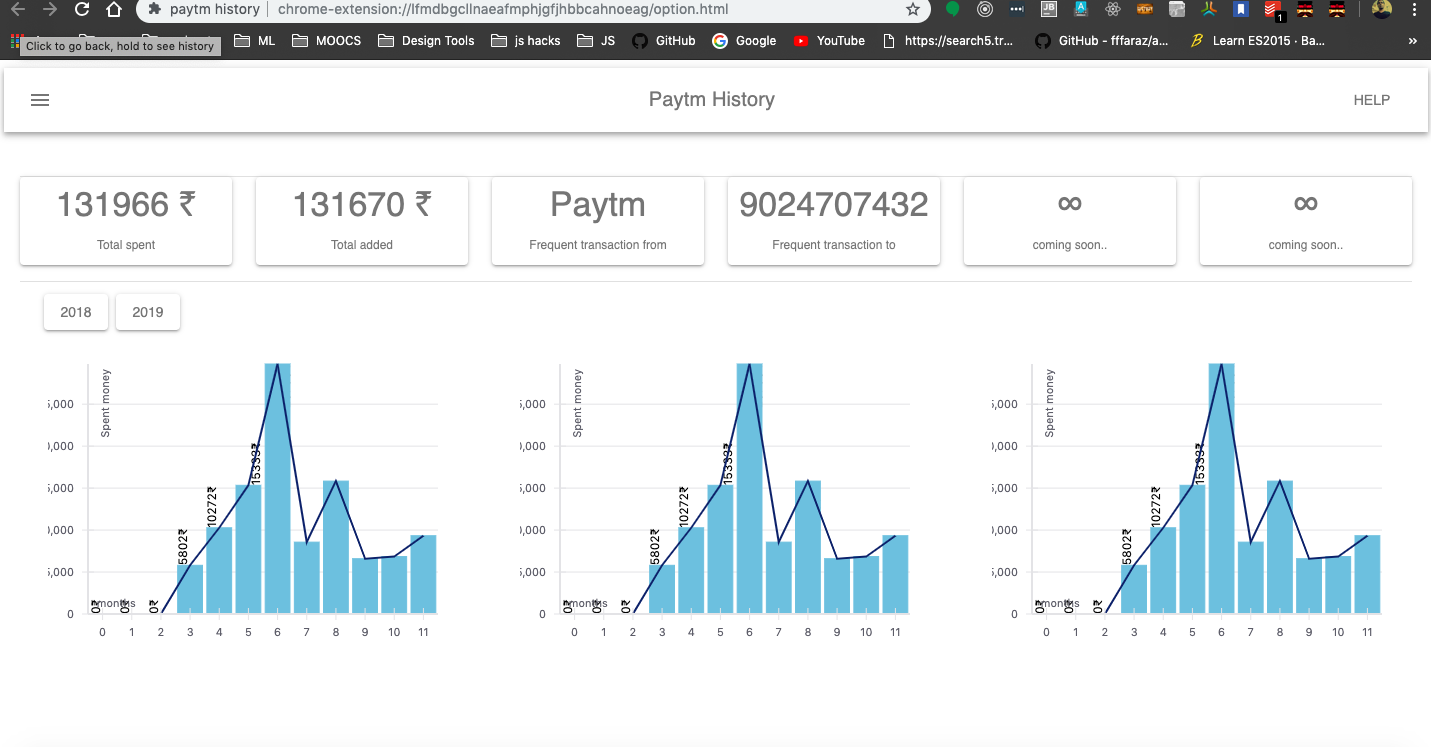 paytm history
chrome-extension://lfmdbgcllnaeafmphjgfjhbbcahnoeag/option.html
JB
1
Click to go back, hold to see history
ML
MOOCS
Design Tools
js hacks
JS
GitHub
Google
YouTube
https://search5.tr...
GitHub - fffaraz/a...
Learn ES2015 · Ba...
»
Paytm History
HELP
131966 ₹
Total spent
131670 ₹
Total added
Paytm
Frequent transaction from
9024707432
Frequent transaction to
∞
coming soon..
∞
coming soon..
2018
2019
Spent money
5,000
0,000
5,000
0,000
5,000
0
0₹
0₹
0₹
5802₹
10272₹
15333₹
months
0 1 2 3 4 5 6 7 8 9 10 11
Spent money
5,000
0,000
5,000
0,000
5,000
0
0₹
0₹
0₹
5802₹
10272₹
15333₹
months
0 1 2 3 4 5 6 7 8 9 10 11
Spent money
5,000
0,000
5,000
0,000
5,000
0
0₹
0₹
0₹
5802₹
10272₹
15333₹
months
0 1 2 3 4 5 6 7 8 9 10 11